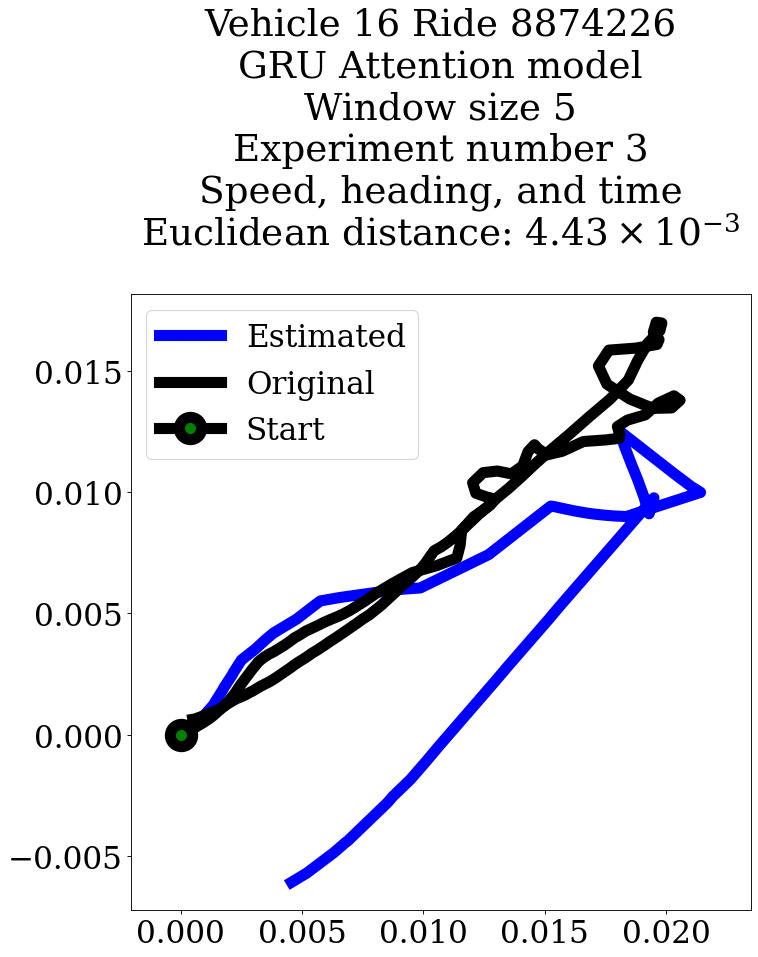 Vehicle 16 Ride 8874226
GRU Attention model
Window size 5
Experiment number 3
Speed, heading, and time
Euclidean distance: 4.43 × 10⁻³
Estimated
Original
Start
0.015
0.010
0.005
0.000
−0.005
0.000 0.005 0.010 0.015 0.020